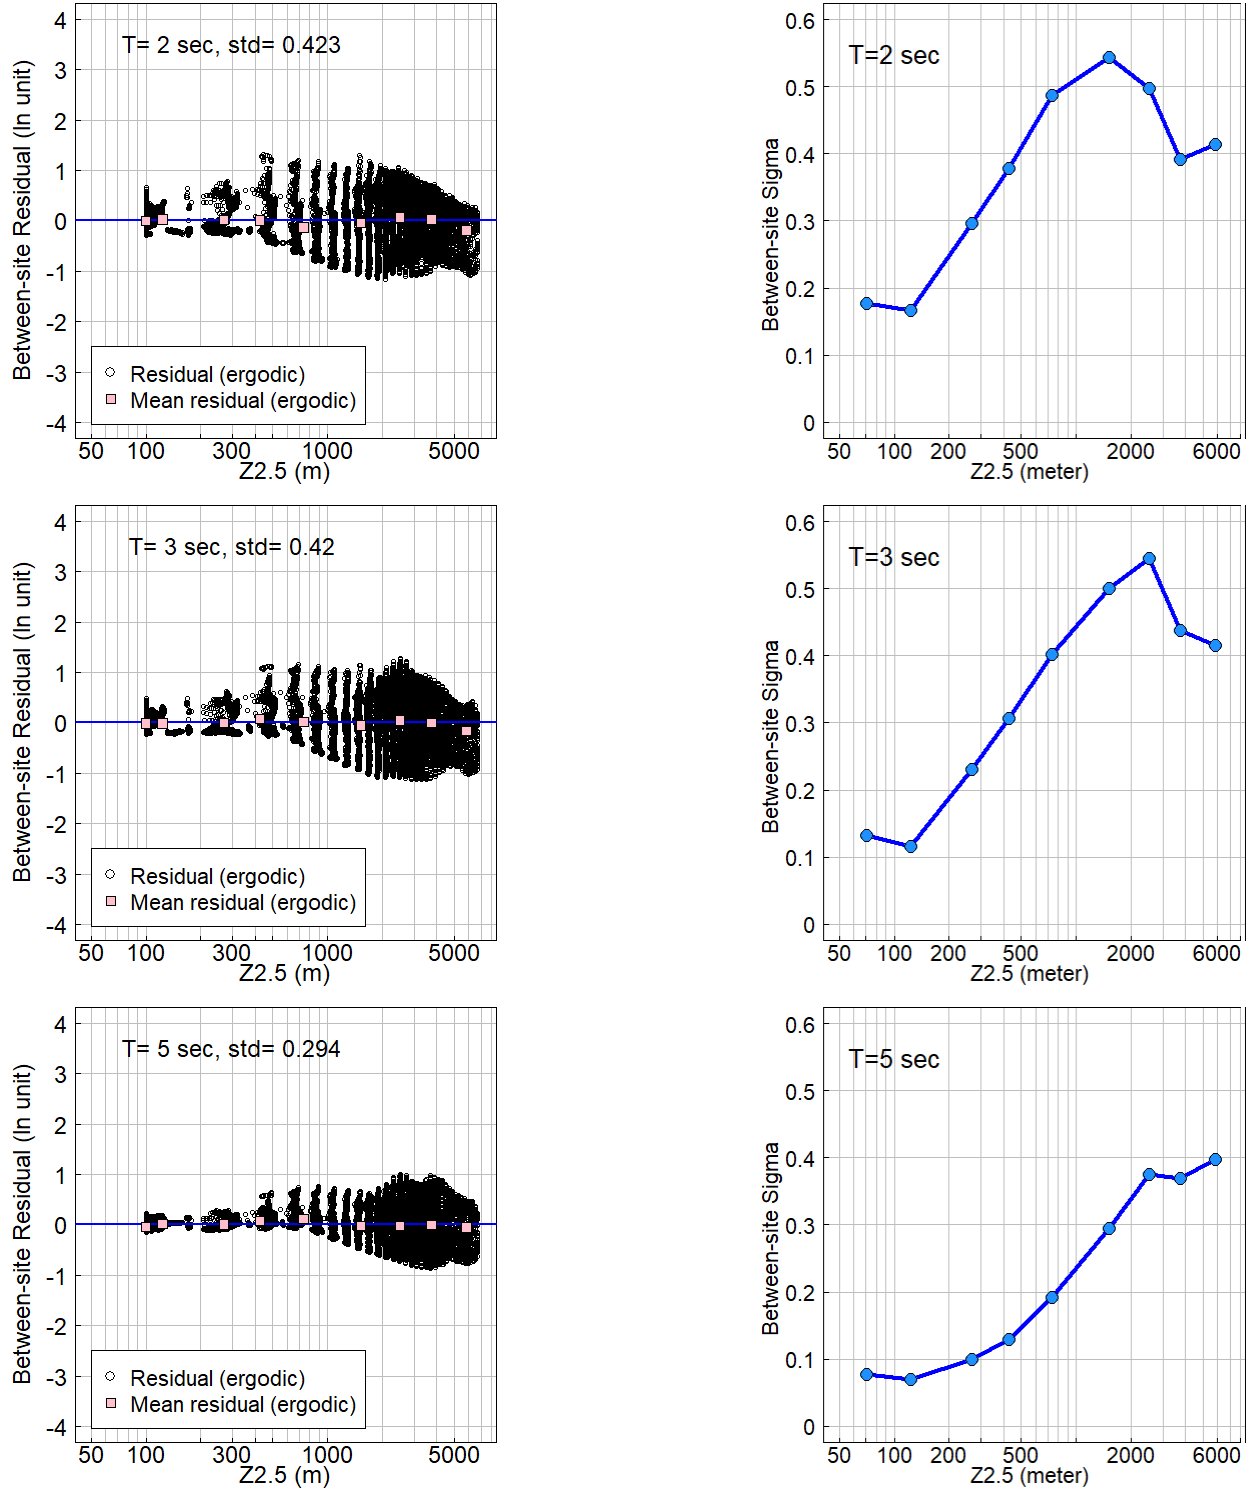 T= 2 sec, std= 0.423
Between-site Residual (ln unit)
4
3
2
1
0
-1
-2
-3
-4
Residual (ergodic)
Mean residual (ergodic)
50 100 300 1000 5000
Z2.5 (m)
T=2 sec
Between-site Sigma
0.6
0.5
0.4
0.3
0.2
0.1
0
50 100 200 500 2000 6000
Z2.5 (meter)
T= 3 sec, std= 0.42
Between-site Residual (ln unit)
4
3
2
1
0
-1
-2
-3
-4
Residual (ergodic)
Mean residual (ergodic)
50 100 300 1000 5000
Z2.5 (m)
T=3 sec
Between-site Sigma
0.6
0.5
0.4
0.3
0.2
0.1
0
50 100 200 500 2000 6000
Z2.5 (meter)
T= 5 sec, std= 0.294
Between-site Residual (ln unit)
4
3
2
1
0
-1
-2
-3
-4
Residual (ergodic)
Mean residual (ergodic)
50 100 300 1000 5000
Z2.5 (m)
T=5 sec
Between-site Sigma
0.6
0.5
0.4
0.3
0.2
0.1
0
50 100 200 500 2000 6000
Z2.5 (meter)